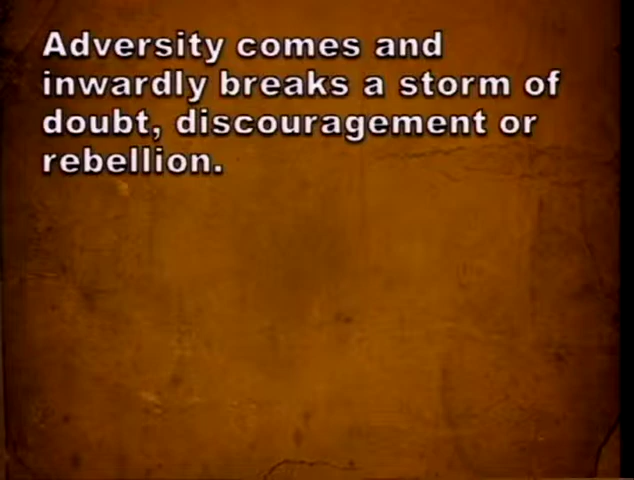 Adversity comes and
inwardly breaks a storm of
doubt, discouragement or
rebellion.